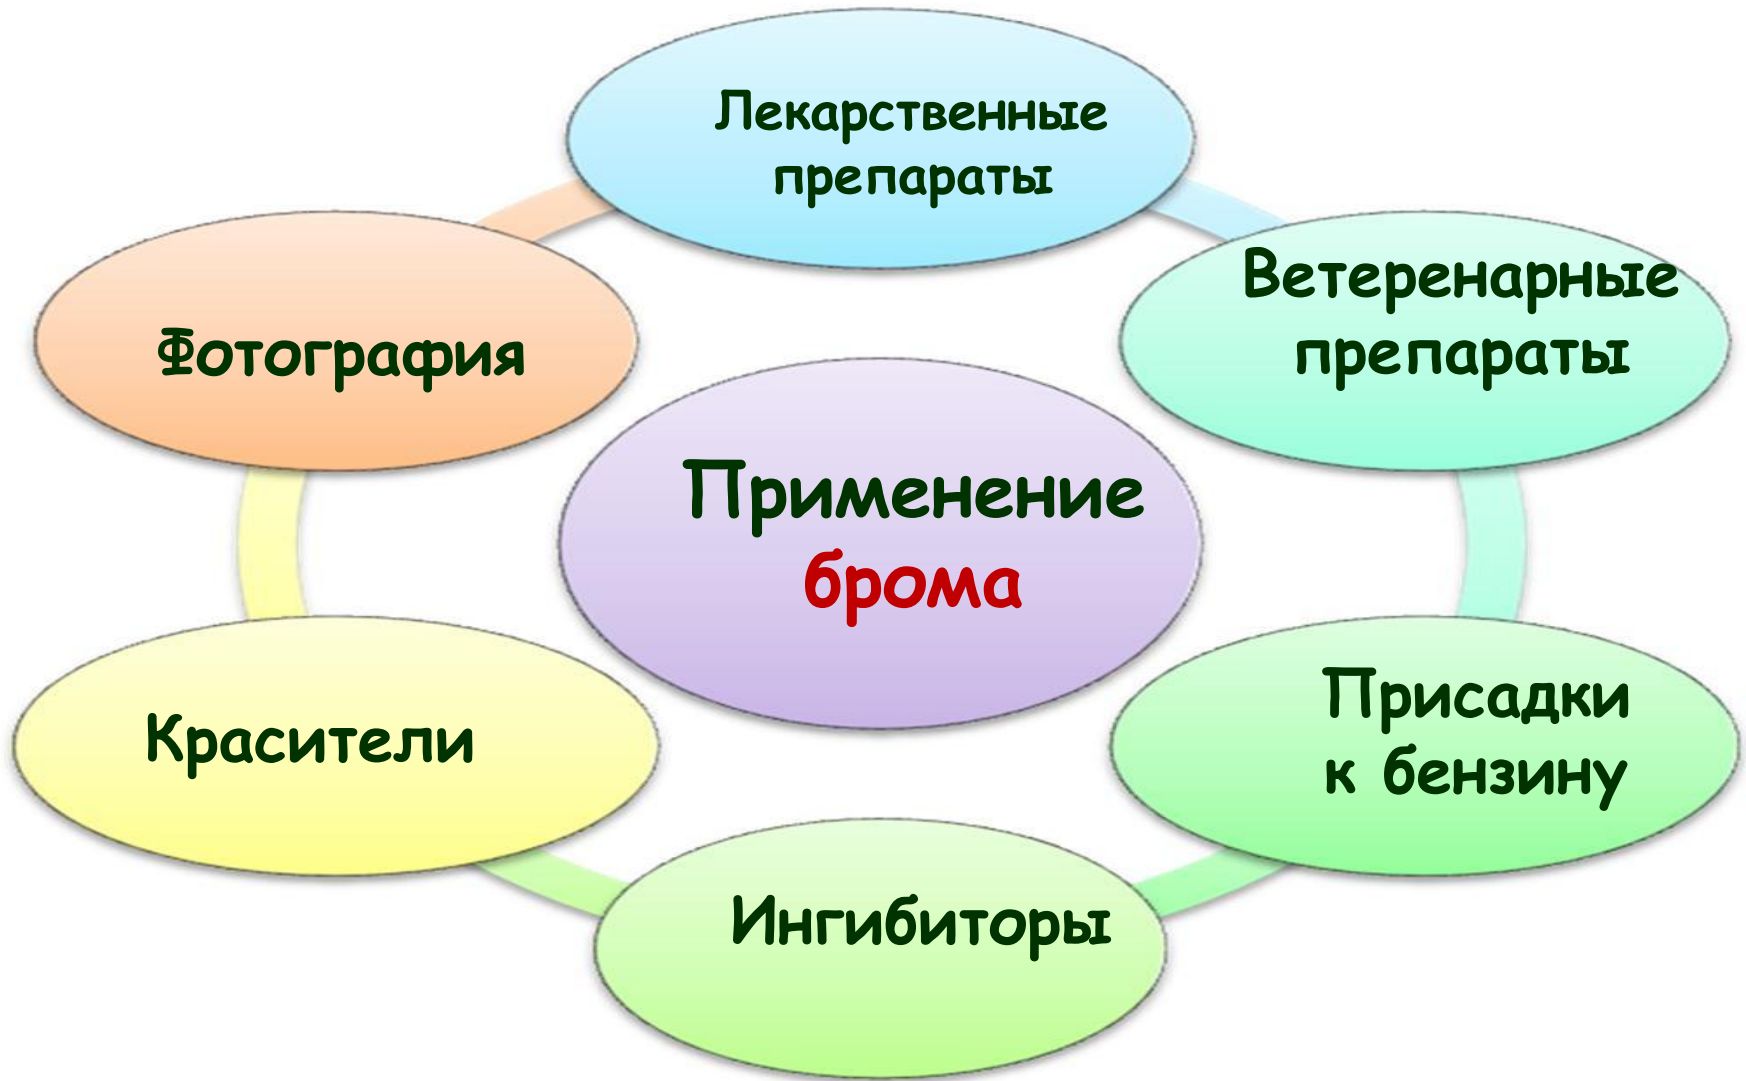 Лекарственные
препараты
Ветеренарные
препараты
Фотография
Применение
брома
Присадки
к бензину
Красители
Ингибиторы